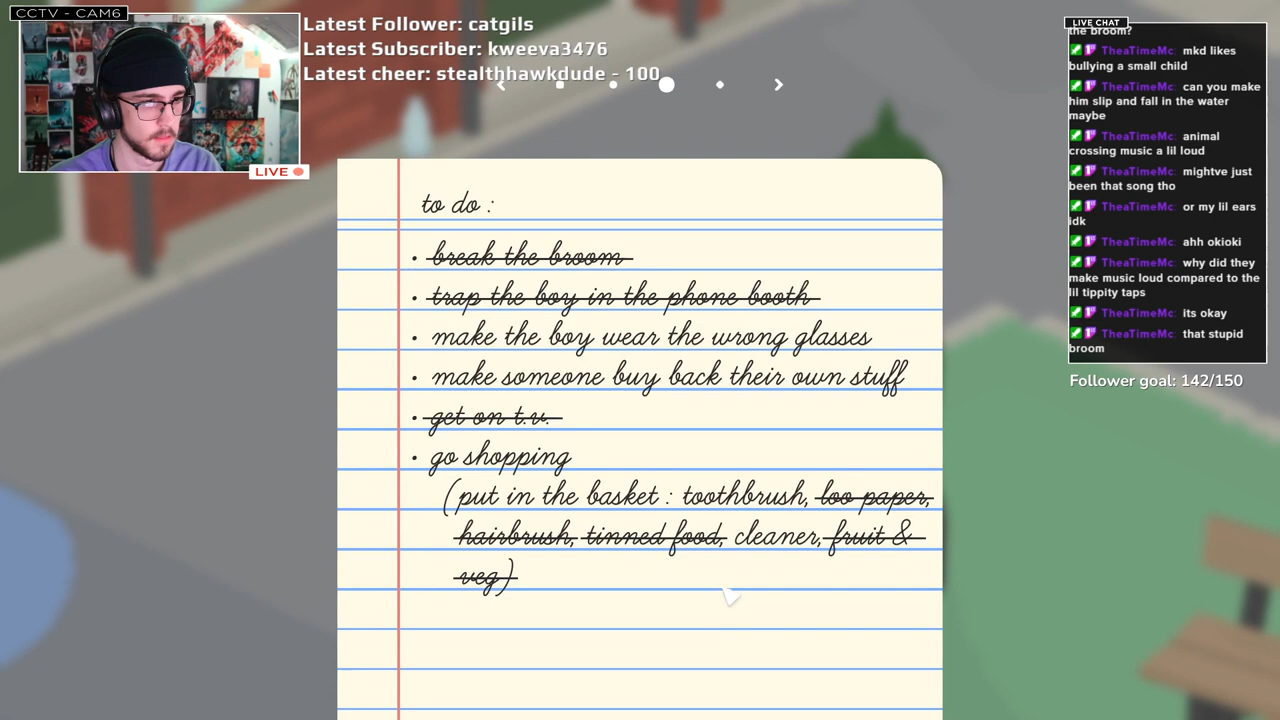 CCTV - CAM6
Latest Follower: catgils
Latest Subscriber: kweeva3476
Latest cheer: stealthhawkdude - 100
LIVE
to do :
• break the broom
• trap the boy in the phone booth
• make the boy wear the wrong glasses
• make someone buy back their own stuff
• get on t.v.
• go shopping
(put in the basket : toothbrush, loo paper,
hairbrush, tinned food, cleaner, fruit &
veg)
LIVE CHAT
the broom?
TheaTimeMc: mkd likes
bullying a small child
TheaTimeMc: can you make
him slip and fall in the water
maybe
TheaTimeMc: animal
crossing music a lil loud
TheaTimeMc: mightve just
been that song tho
TheaTimeMc: or my lil ears
idk
TheaTimeMc: ahh okioki
TheaTimeMc: why did they
make music loud compared to the
lil tippity taps
TheaTimeMc: its okay
TheaTimeMc: that stupid
broom
Follower goal: 142/150